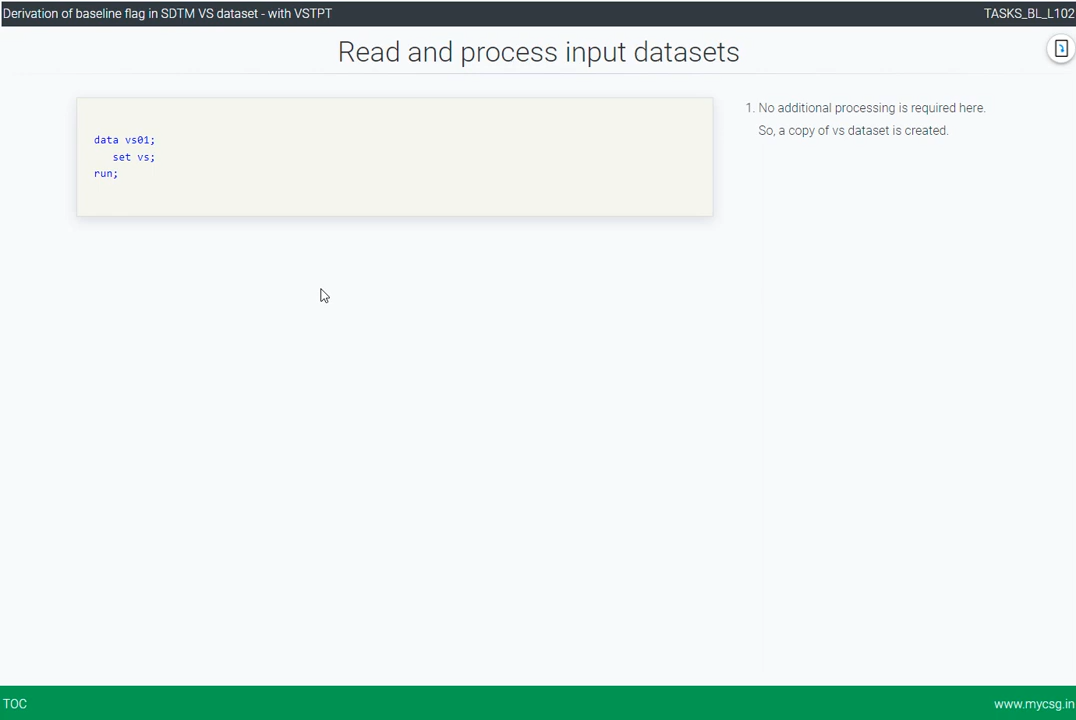 Derivation of baseline flag in SDTM VS dataset - with VSTPT
TASKS_BL_L102
Read and process input datasets
data vs01;
set vs;
run;
1. No additional processing is required here.
So, a copy of vs dataset is created.
TOC
www.mycsg.in